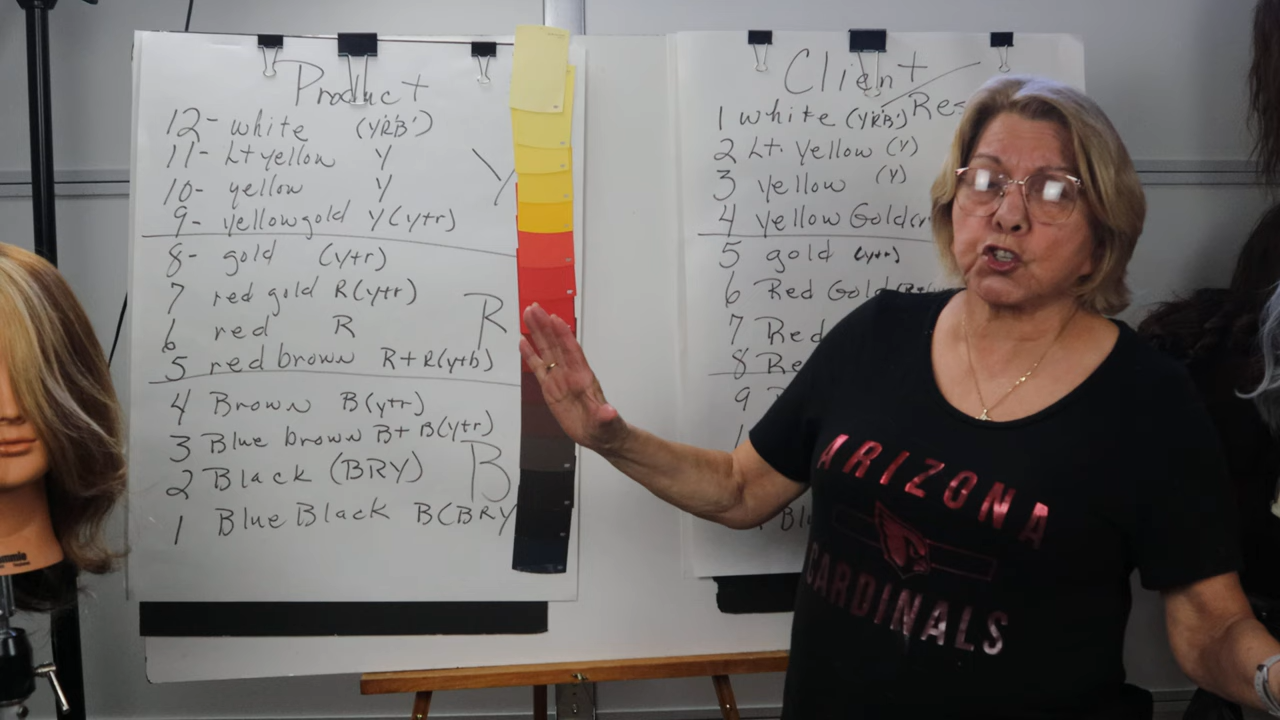 Product
12- white (YRB')
11- Lt yellow Y
10- yellow Y
Y
9- yellow gold Y(y+r)
8- gold (y+r)
7 red gold R(y+r)
6 red R
R
5 red brown R+R(y+b)
4 Brown B(y+r)
3 Blue brown B+B(y+r)
2 Black (BRY)
B
1 Blue Black B(BRY
Client
1 white (YRB') Res
2 Lt. Yellow (Y)
3 Yellow (Y)
4 Yellow Gold
5 gold (y+r)
6 Red Gold
7 Red
8 Re
9
Blu
ARIZONA
CARDINALS